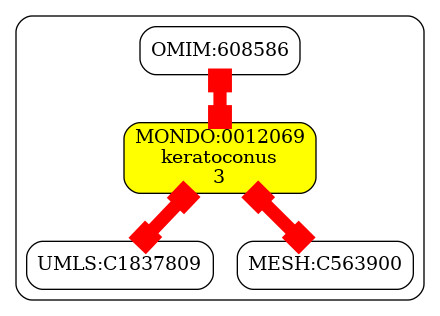 OMIM:608586
MONDO:0012069
keratoconus
3
UMLS:C1837809
MESH:C563900